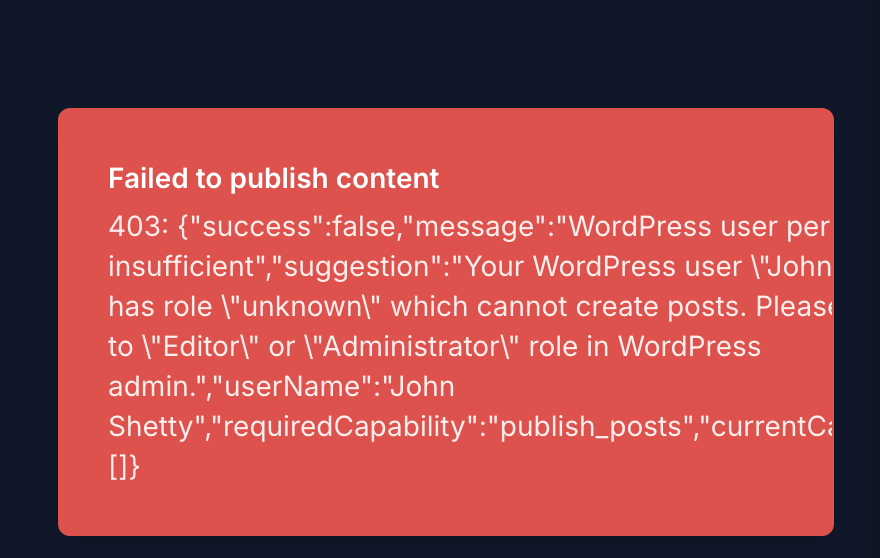 Failed to publish content
403: {"success":false,"message":"WordPress user per
insufficient","suggestion":"Your WordPress user \"John
has role \"unknown\" which cannot create posts. Please
to \"Editor\" or \"Administrator\" role in WordPress
admin.","userName":"John
Shetty","requiredCapability":"publish_posts","currentCa
[]}